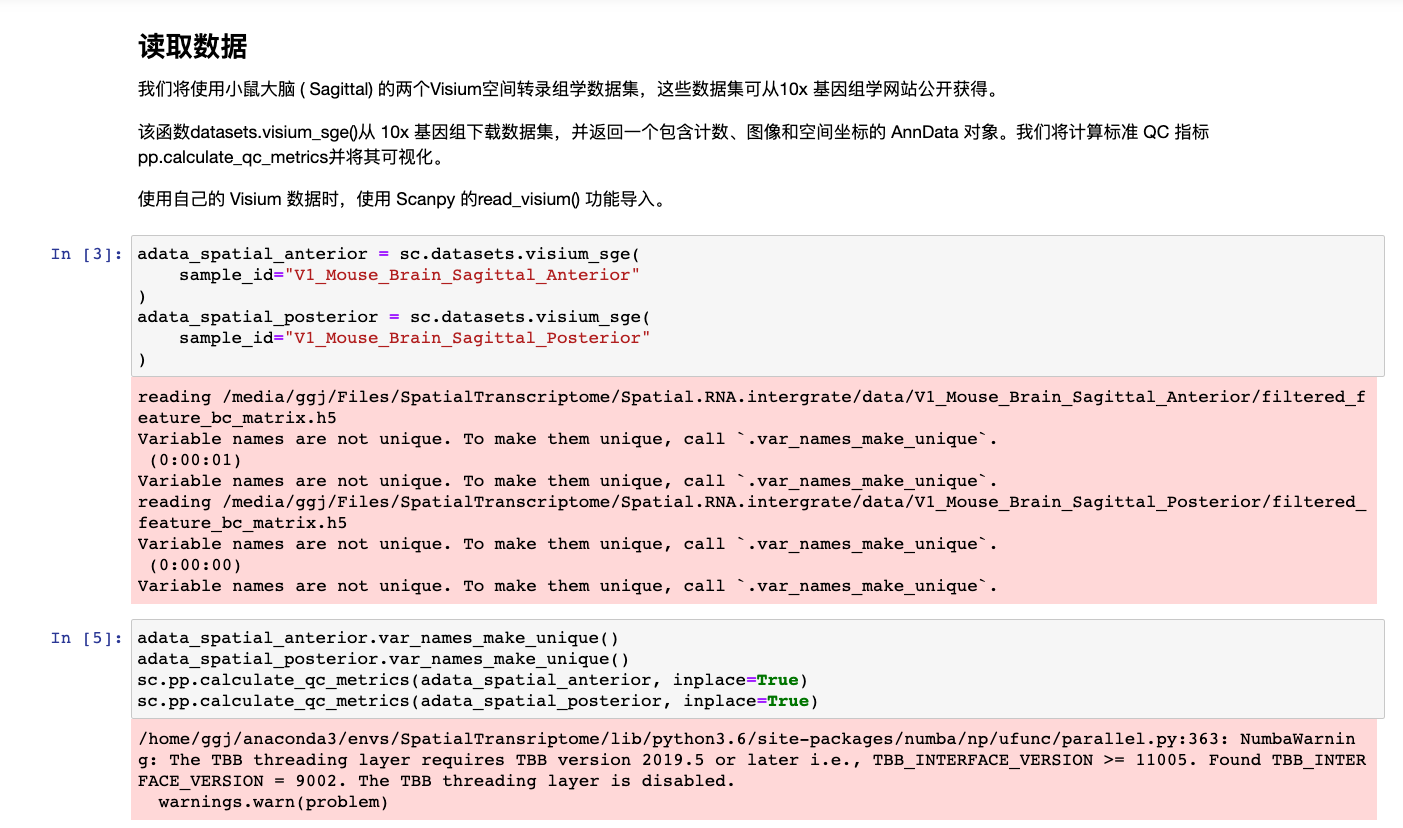 读取数据
我们将使用小鼠大脑 ( Sagittal) 的两个Visium空间转录组学数据集，这些数据集可从10x 基因组学网站公开获得。
该函数datasets.visium_sge()从 10x 基因组下载数据集，并返回一个包含计数、图像和空间坐标的 AnnData 对象。我们将计算标准 QC 指标
pp.calculate_qc_metrics并将其可视化。
使用自己的 Visium 数据时，使用 Scanpy 的read_visium() 功能导入。
In [3]: adata_spatial_anterior = sc.datasets.visium_sge(
    sample_id="V1_Mouse_Brain_Sagittal_Anterior"
)
adata_spatial_posterior = sc.datasets.visium_sge(
    sample_id="V1_Mouse_Brain_Sagittal_Posterior"
)
reading /media/ggj/Files/SpatialTranscriptome/Spatial.RNA.intergrate/data/V1_Mouse_Brain_Sagittal_Anterior/filtered_f
eature_bc_matrix.h5
Variable names are not unique. To make them unique, call `.var_names_make_unique`.
 (0:00:01)
Variable names are not unique. To make them unique, call `.var_names_make_unique`.
reading /media/ggj/Files/SpatialTranscriptome/Spatial.RNA.intergrate/data/V1_Mouse_Brain_Sagittal_Posterior/filtered_
feature_bc_matrix.h5
Variable names are not unique. To make them unique, call `.var_names_make_unique`.
 (0:00:00)
Variable names are not unique. To make them unique, call `.var_names_make_unique`.
In [5]: adata_spatial_anterior.var_names_make_unique()
adata_spatial_posterior.var_names_make_unique()
sc.pp.calculate_qc_metrics(adata_spatial_anterior, inplace=True)
sc.pp.calculate_qc_metrics(adata_spatial_posterior, inplace=True)
/home/ggj/anaconda3/envs/SpatialTransriptome/lib/python3.6/site-packages/numba/np/ufunc/parallel.py:363: NumbaWarnin
g: The TBB threading layer requires TBB version 2019.5 or later i.e., TBB_INTERFACE_VERSION >= 11005. Found TBB_INTER
FACE_VERSION = 9002. The TBB threading layer is disabled.
  warnings.warn(problem)